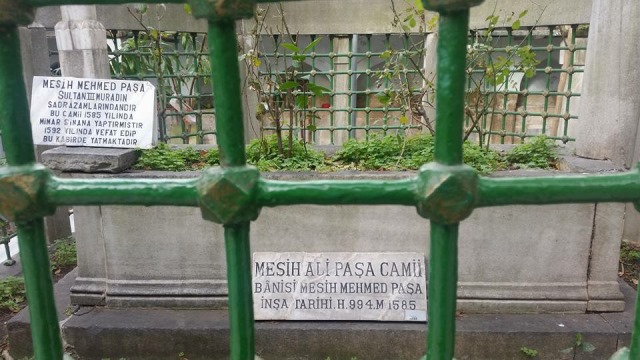 MESİH MEHMED PAŞA
SULTAN III MURADIN
SADRAZAMLARINDANDIR
BU CAMİİ 1585 YILINDA
MİMAR SİNANA YAPTIRMIŞTIR
1592 YILINDA VEFAT EDİP
BU KABİRDE YATMAKTADIR
MESİH ALİ PAŞA CAMİİ
BÂNİSİ MESİH MEHMED PAŞA
İNŞA TARİHİ. H.994.M 1585